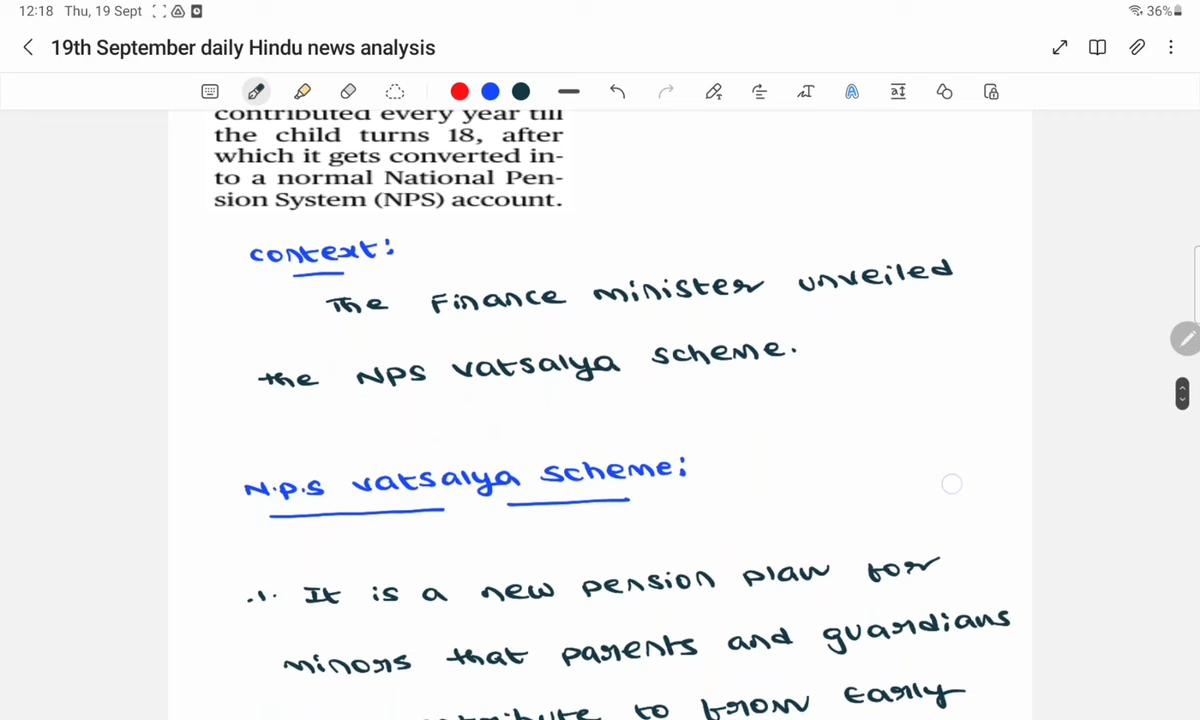 12:18 Thu, 19 Sept
36%
19th September daily Hindu news analysis
contributed every year till
the child turns 18, after
which it gets converted in-
to a normal National Pen-
sion System (NPS) account.
context:
The Finance minister unveiled
the NPS vatsalya scheme.
N.P.S vatsalya scheme:
.1. It is a new pension plan for
minors that parents and guardians
to from Early